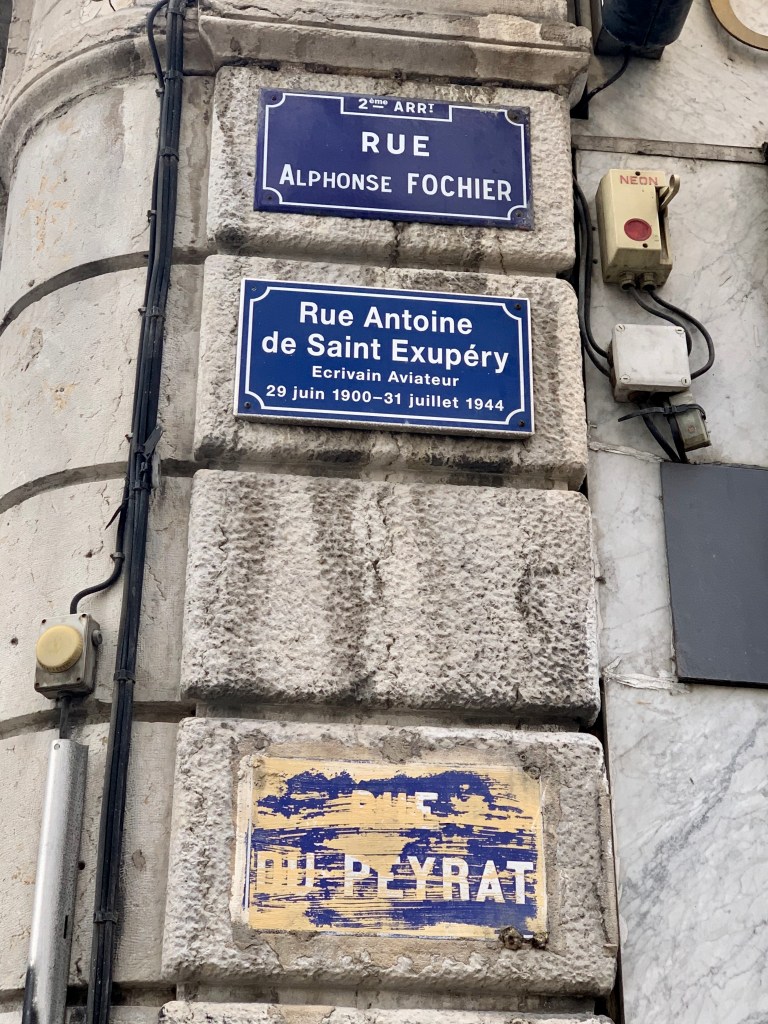 2ème ARRt
RUE
ALPHONSE FOCHIER
NEON
Rue Antoine
de Saint Exupéry
Ecrivain Aviateur
29 juin 1900–31 juillet 1944
RUE
DU PEYRAT